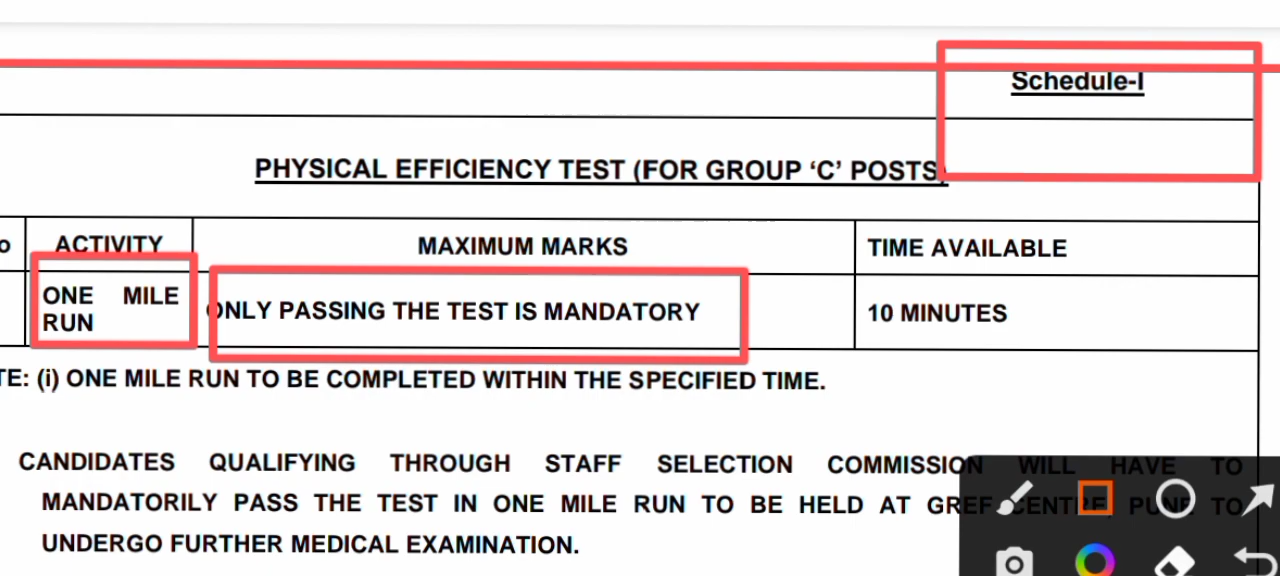 Schedule-I
PHYSICAL EFFICIENCY TEST (FOR GROUP ‘C’ POSTS)
ACTIVITY MAXIMUM MARKS TIME AVAILABLE
ONE MILE RUN ONLY PASSING THE TEST IS MANDATORY 10 MINUTES
(i) ONE MILE RUN TO BE COMPLETED WITHIN THE SPECIFIED TIME.
CANDIDATES QUALIFYING THROUGH STAFF SELECTION COMMISSION WILL HAVE TO
MANDATORILY PASS THE TEST IN ONE MILE RUN TO BE HELD AT GREF CENTRE, PUNE TO
UNDERGO FURTHER MEDICAL EXAMINATION.